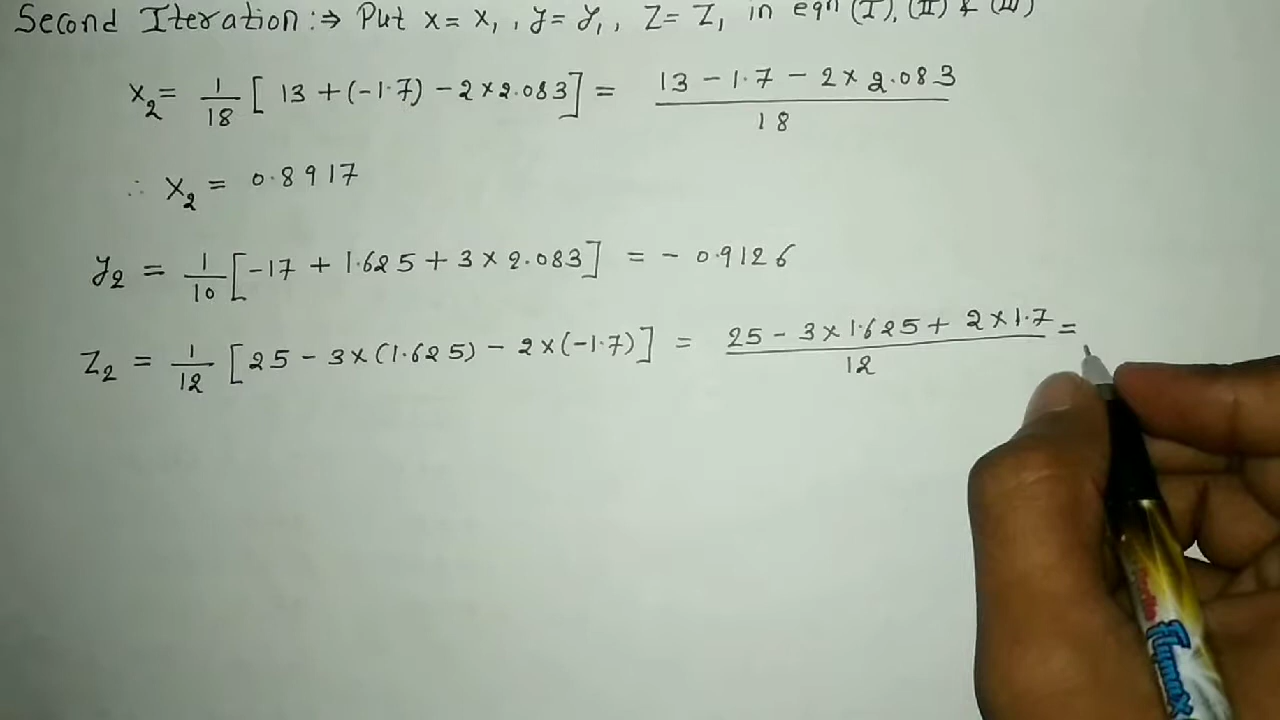 Second Iteration :⇒ Put x = x₁, y = y₁, Z = Z₁ in eqn (I), (II) & (III)
x₂ = 1/18 [ 13 + (-1.7) - 2 × 2.083 ] = 13 - 1.7 - 2 × 2.083 / 18
∴ x₂ = 0.8917
y₂ = 1/10 [ -17 + 1.625 + 3 × 2.083 ] = - 0.9126
Z₂ = 1/12 [ 25 - 3 × (1.625) - 2 × (-1.7) ] = 25 - 3 × 1.625 + 2 × 1.7 / 12 =
Flymax